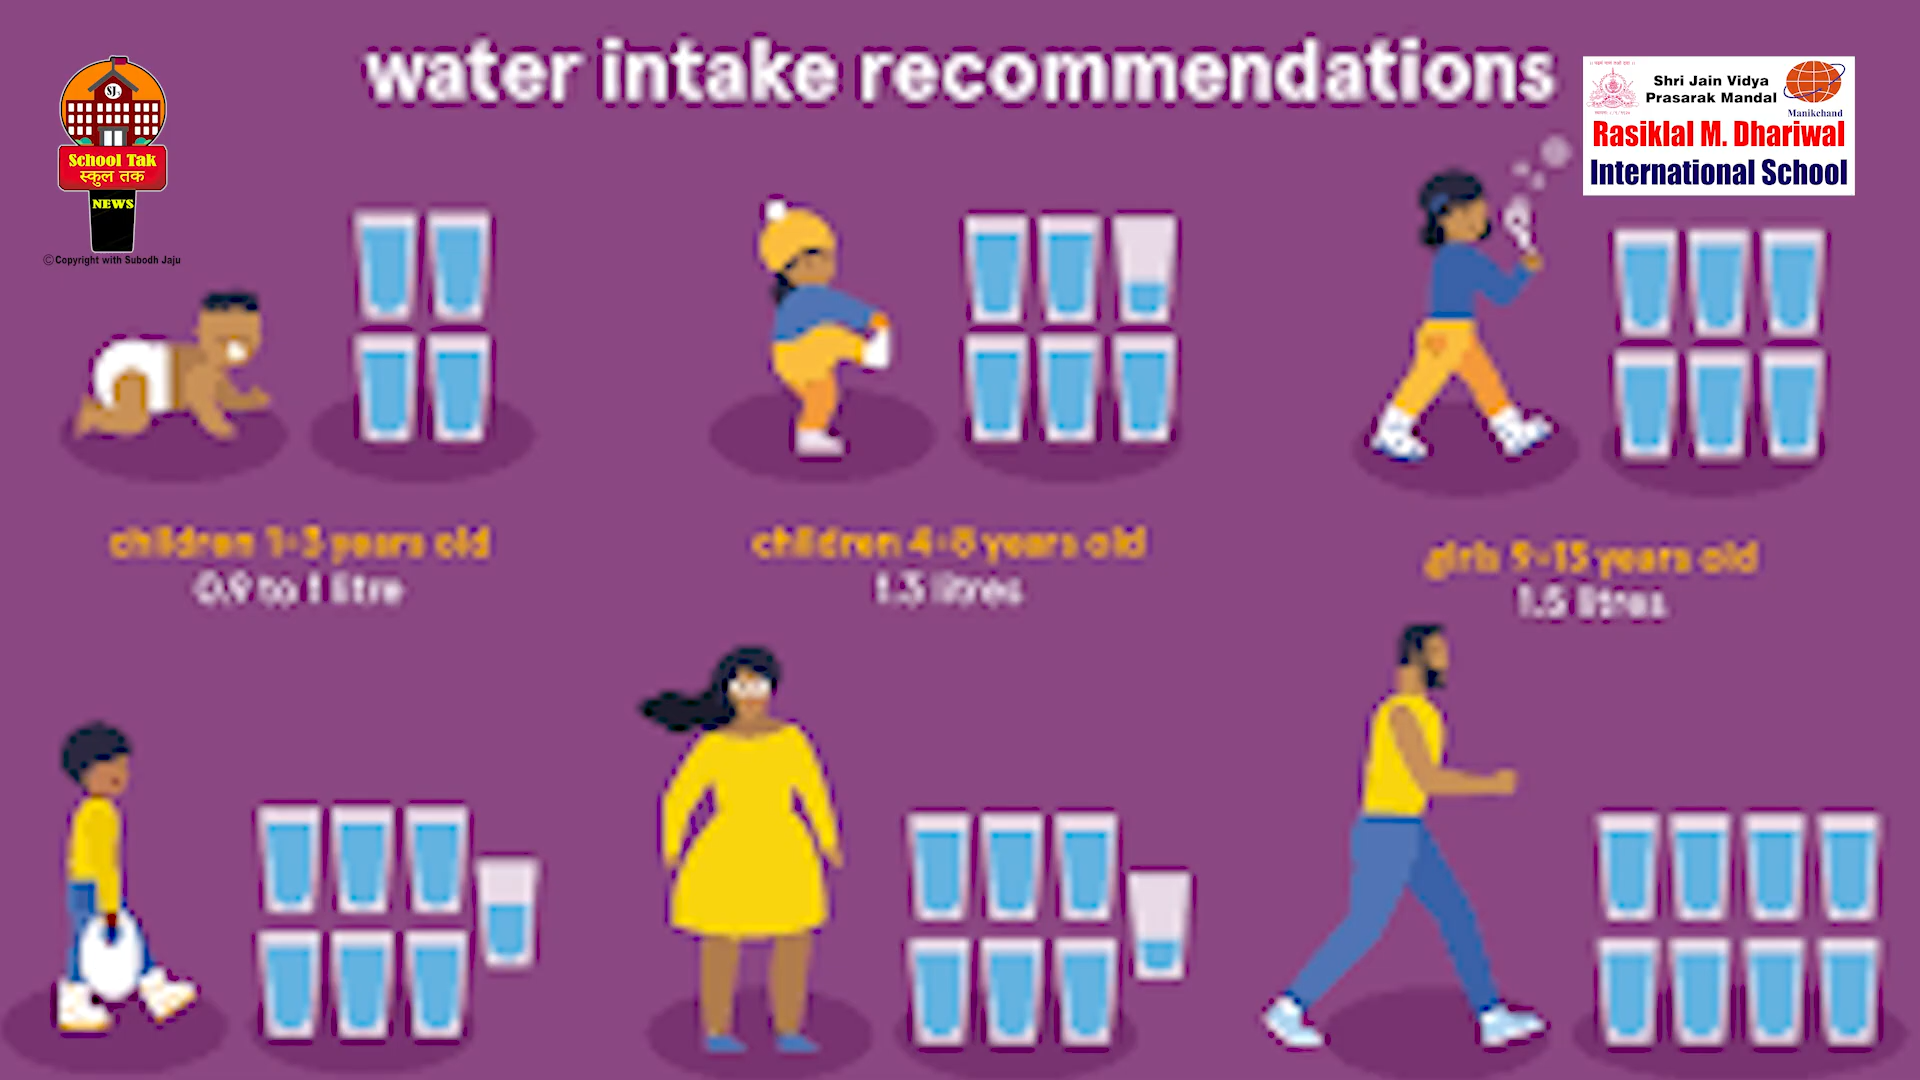 water intake recommendations
SJs
School Tak
स्कुल तक
NEWS
©Copyright with Subodh Jaju
Shri Jain Vidya
Prasarak Mandal
Manikchand
Rasiklal M. Dhariwal
International School
children 1-3 years old
0.9 to 1 litre
children 4-8 years old
1.3 litres
girls 9-13 years old
1.5 litres